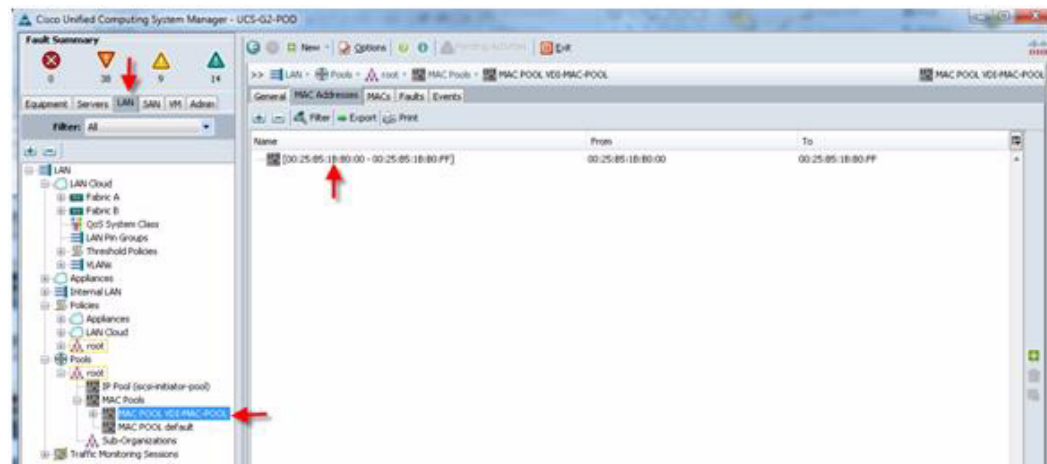 Cisco Unified Computing System Manager - UCS-G2-POD
Fault Summary
0 38 9 14
New Options Pending Activities Exit
>> LAN Pools root MAC Pools MAC POOL VDI-MAC-POOL
MAC POOL VDI-MAC-POOL
Equipment Servers LAN SAN VM Admin
General MAC Addresses MACs Faults Events
Filter: All
Filter Export Print
Name From To
[00:25:B5:1B:B0:00 - 00:25:B5:1B:B0:FF] 00:25:B5:1B:B0:00 00:25:B5:1B:B0:FF
LAN
LAN Cloud
Fabric A
Fabric B
QoS System Class
LAN Pin Groups
Threshold Policies
VLANs
Appliances
Internal LAN
Policies
Appliances
LAN Cloud
root
Pools
root
IP Pool (iscsi-initiator-pool)
MAC Pools
MAC POOL VDI-MAC-POOL
MAC POOL default
Sub-Organizations
Traffic Monitoring Sessions